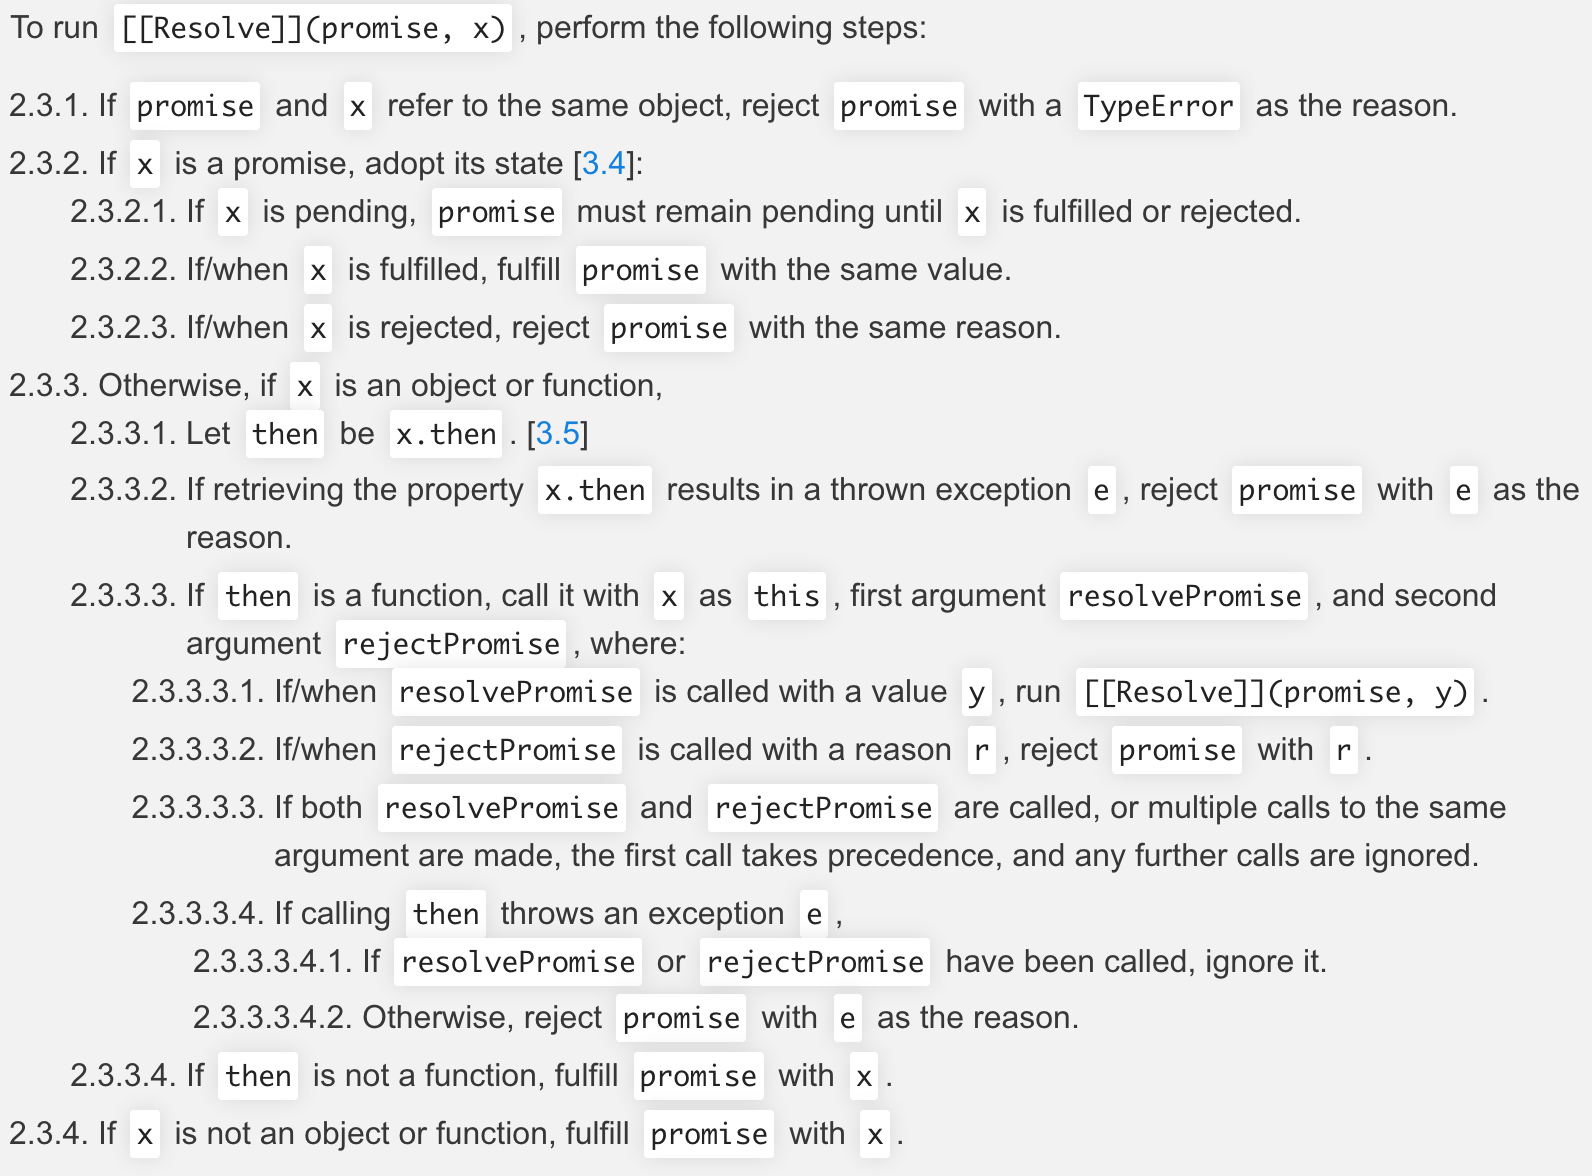 To run [[Resolve]](promise, x) , perform the following steps:
2.3.1. If promise and x refer to the same object, reject promise with a TypeError as the reason.
2.3.2. If x is a promise, adopt its state [3.4]:
2.3.2.1. If x is pending, promise must remain pending until x is fulfilled or rejected.
2.3.2.2. If/when x is fulfilled, fulfill promise with the same value.
2.3.2.3. If/when x is rejected, reject promise with the same reason.
2.3.3. Otherwise, if x is an object or function,
2.3.3.1. Let then be x.then . [3.5]
2.3.3.2. If retrieving the property x.then results in a thrown exception e , reject promise with e as the
reason.
2.3.3.3. If then is a function, call it with x as this , first argument resolvePromise , and second
argument rejectPromise , where:
2.3.3.3.1. If/when resolvePromise is called with a value y , run [[Resolve]](promise, y) .
2.3.3.3.2. If/when rejectPromise is called with a reason r , reject promise with r .
2.3.3.3.3. If both resolvePromise and rejectPromise are called, or multiple calls to the same
argument are made, the first call takes precedence, and any further calls are ignored.
2.3.3.3.4. If calling then throws an exception e ,
2.3.3.3.4.1. If resolvePromise or rejectPromise have been called, ignore it.
2.3.3.3.4.2. Otherwise, reject promise with e as the reason.
2.3.3.4. If then is not a function, fulfill promise with x .
2.3.4. If x is not an object or function, fulfill promise with x .